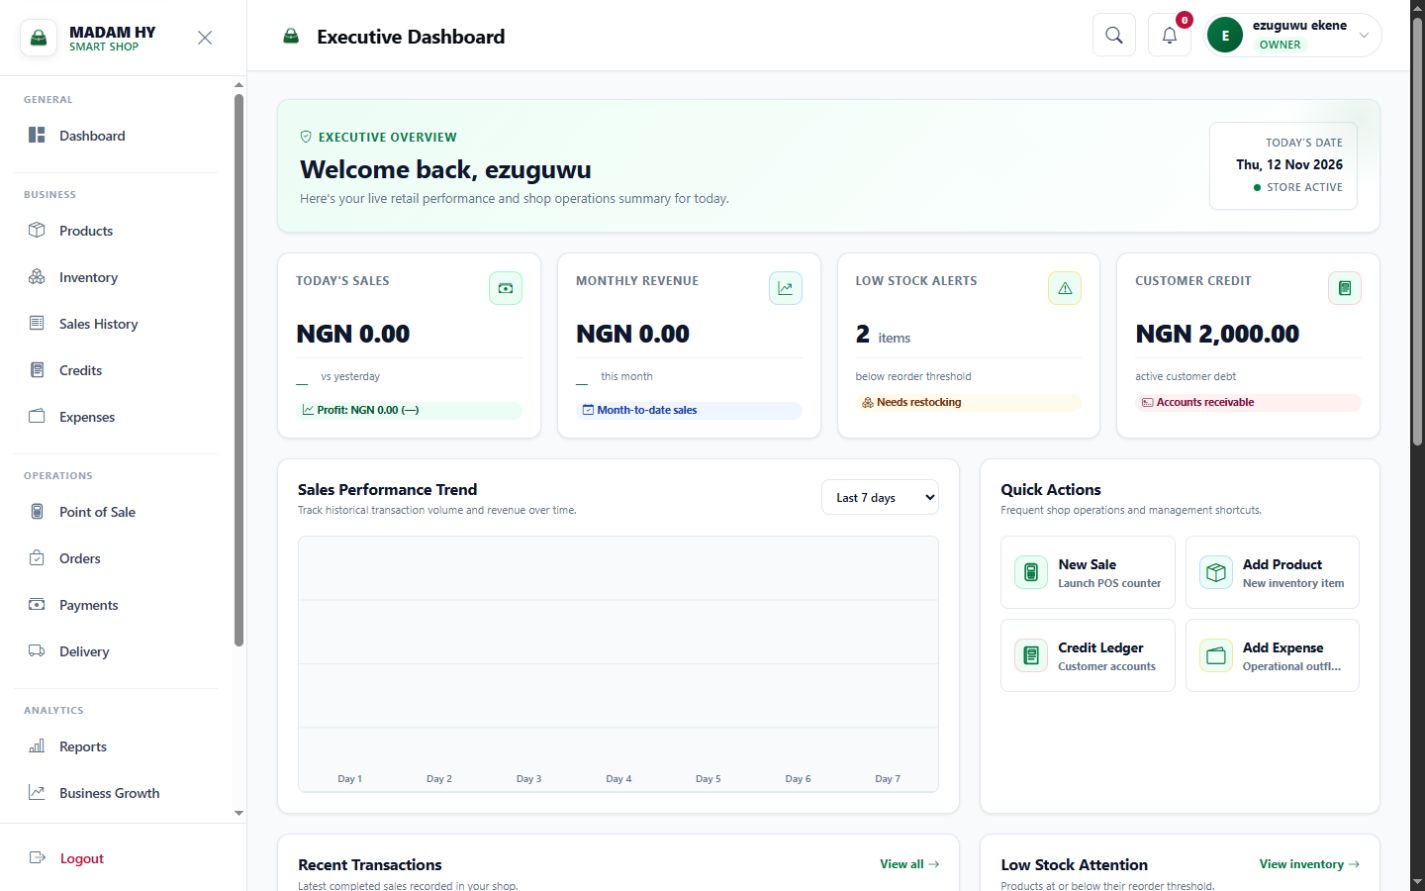 MADAM HY
SMART SHOP
GENERAL
Dashboard
BUSINESS
Products
Inventory
Sales History
Credits
Expenses
OPERATIONS
Point of Sale
Orders
Payments
Delivery
ANALYTICS
Reports
Business Growth
Logout
Executive Dashboard
0
E
ezuguwu ekene
OWNER
EXECUTIVE OVERVIEW
Welcome back, ezuguwu
Here's your live retail performance and shop operations summary for today.
TODAY'S DATE
Thu, 12 Nov 2026
STORE ACTIVE
TODAY'S SALES
NGN 0.00
— vs yesterday
Profit: NGN 0.00 (—)
MONTHLY REVENUE
NGN 0.00
— this month
Month-to-date sales
LOW STOCK ALERTS
2 items
below reorder threshold
Needs restocking
CUSTOMER CREDIT
NGN 2,000.00
active customer debt
Accounts receivable
Sales Performance Trend
Track historical transaction volume and revenue over time.
Last 7 days
Day 1 Day 2 Day 3 Day 4 Day 5 Day 6 Day 7
Quick Actions
Frequent shop operations and management shortcuts.
New Sale
Launch POS counter
Add Product
New inventory item
Credit Ledger
Customer accounts
Add Expense
Operational outfl...
Recent Transactions
View all →
Latest completed sales recorded in your shop.
Low Stock Attention
View inventory →
Products at or below their reorder threshold.